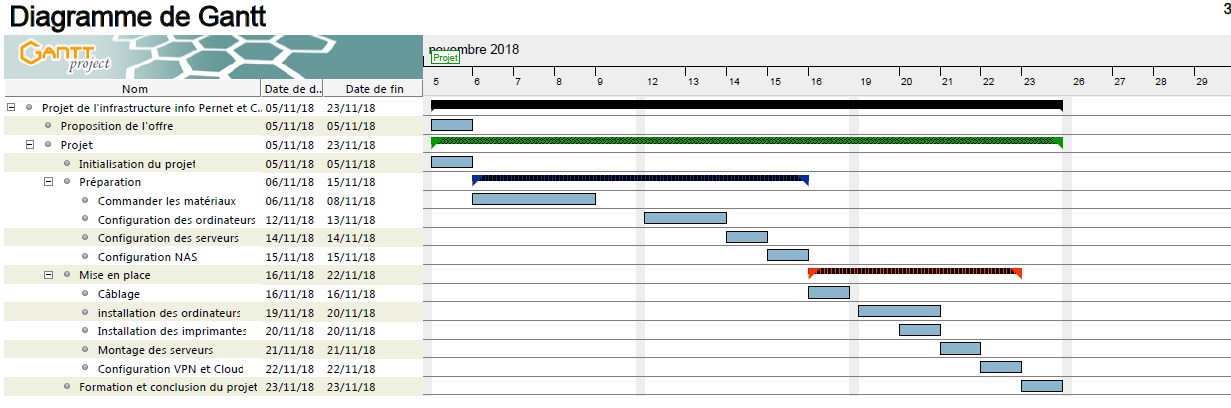 Diagramme de Gantt
3
GANTT
project
novembre 2018
Projet
Nom Date de d.. Date de fin
5 6 7 8 9 12 13 14 15 16 19 20 21 22 23 26 27 28 29
Projet de l'infrastructure info Pernet et C.. 05/11/18 23/11/18
Proposition de l'offre 05/11/18 05/11/18
Projet 05/11/18 23/11/18
Initialisation du projet 05/11/18 05/11/18
Préparation 06/11/18 15/11/18
Commander les matériaux 06/11/18 08/11/18
Configuration des ordinateurs 12/11/18 13/11/18
Configuration des serveurs 14/11/18 14/11/18
Configuration NAS 15/11/18 15/11/18
Mise en place 16/11/18 22/11/18
Câblage 16/11/18 16/11/18
installation des ordinateurs 19/11/18 20/11/18
Installation des imprimantes 20/11/18 20/11/18
Montage des serveurs 21/11/18 21/11/18
Configuration VPN et Cloud 22/11/18 22/11/18
Formation et conclusion du projet 23/11/18 23/11/18